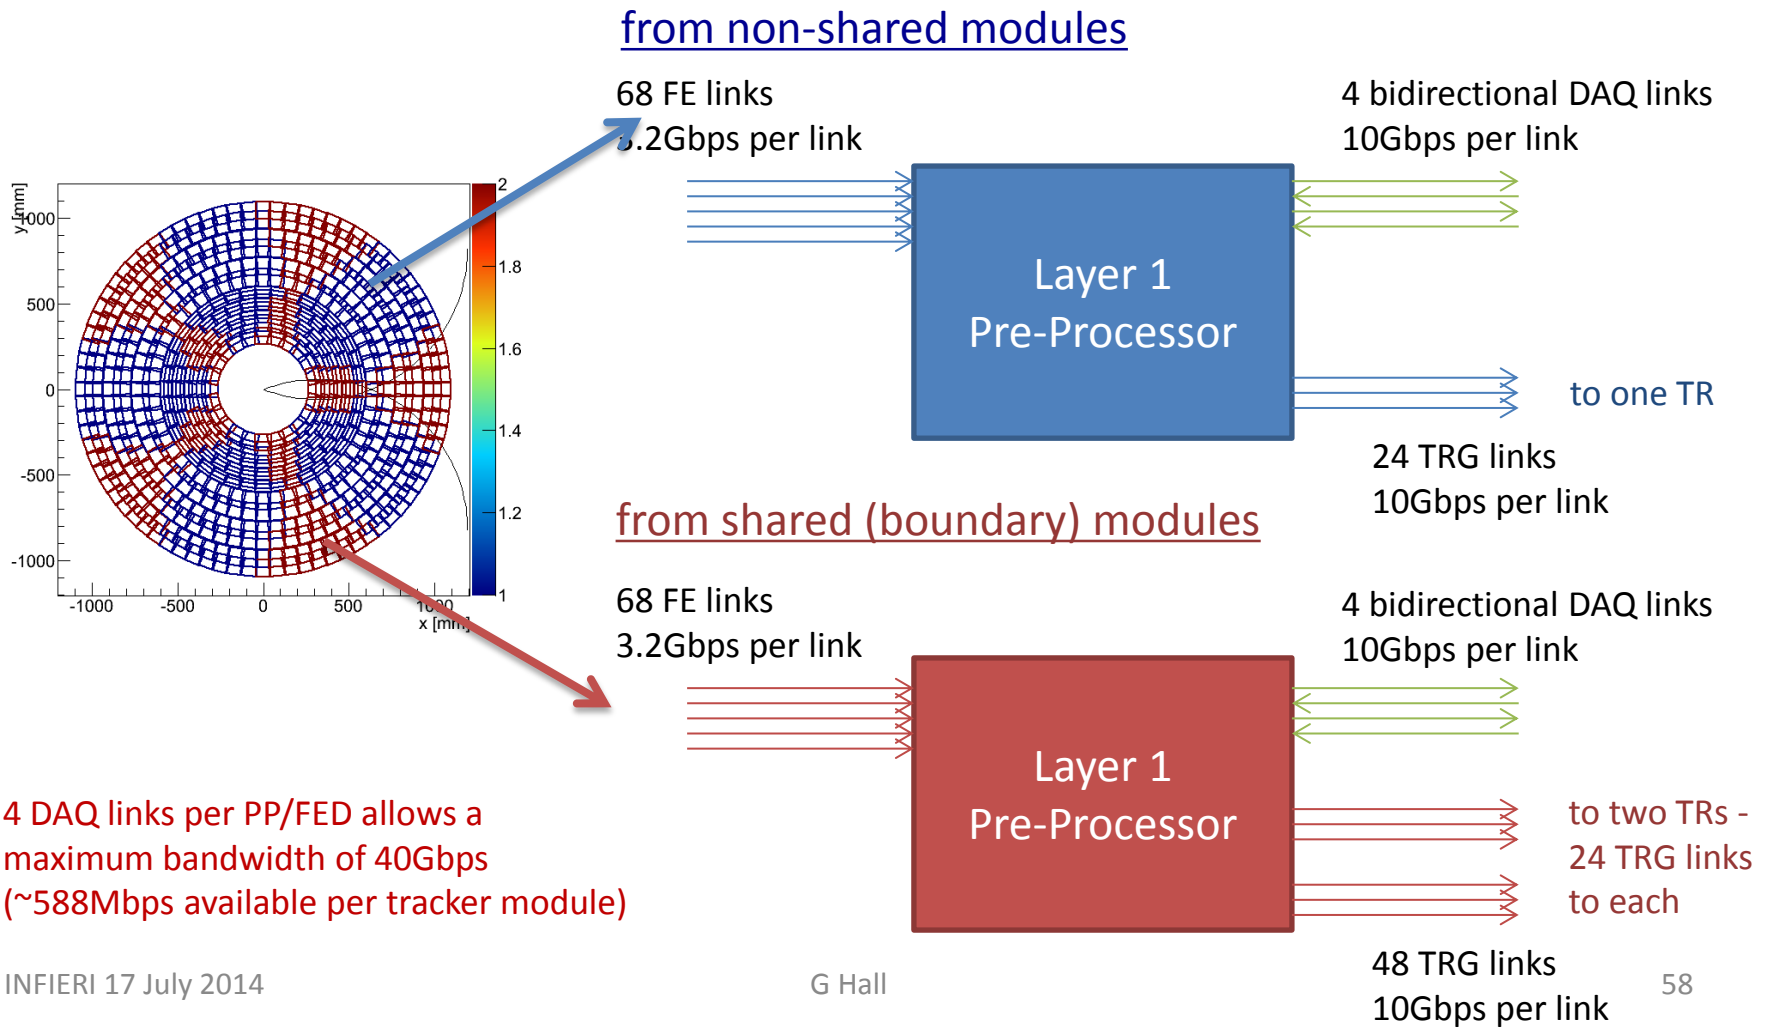 from non-shared modules
68 FE links
3.2Gbps per link
4 bidirectional DAQ links
10Gbps per link
Layer 1
Pre-Processor
to one TR
24 TRG links
10Gbps per link
y [mm]
1000
500
0
-500
-1000
-1000 -500 0 500 1000
x [mm]
2
1.8
1.6
1.4
1.2
1
from shared (boundary) modules
68 FE links
3.2Gbps per link
4 bidirectional DAQ links
10Gbps per link
Layer 1
Pre-Processor
to two TRs -
24 TRG links
to each
48 TRG links
10Gbps per link
4 DAQ links per PP/FED allows a
maximum bandwidth of 40Gbps
(~588Mbps available per tracker module)
INFIERI 17 July 2014
G Hall
58